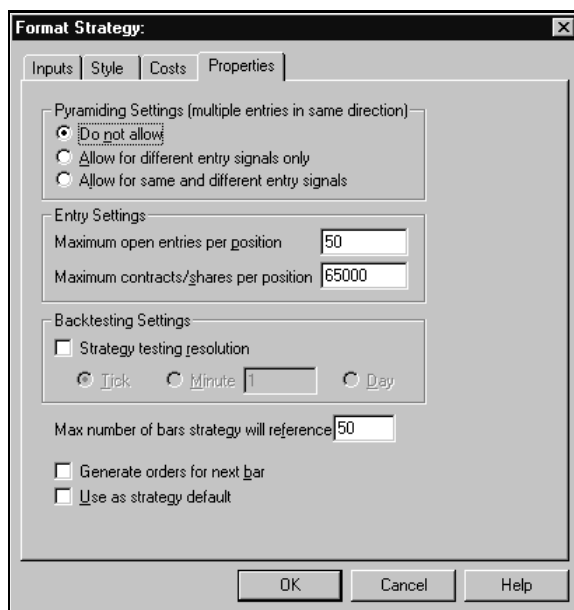 Format Strategy:
Inputs Style Costs Properties
Pyramiding Settings (multiple entries in same direction)
Do not allow
Allow for different entry signals only
Allow for same and different entry signals
Entry Settings
Maximum open entries per position 50
Maximum contracts/shares per position 65000
Backtesting Settings
Strategy testing resolution
Tick Minute 1 Day
Max number of bars strategy will reference 50
Generate orders for next bar
Use as strategy default
OK Cancel Help